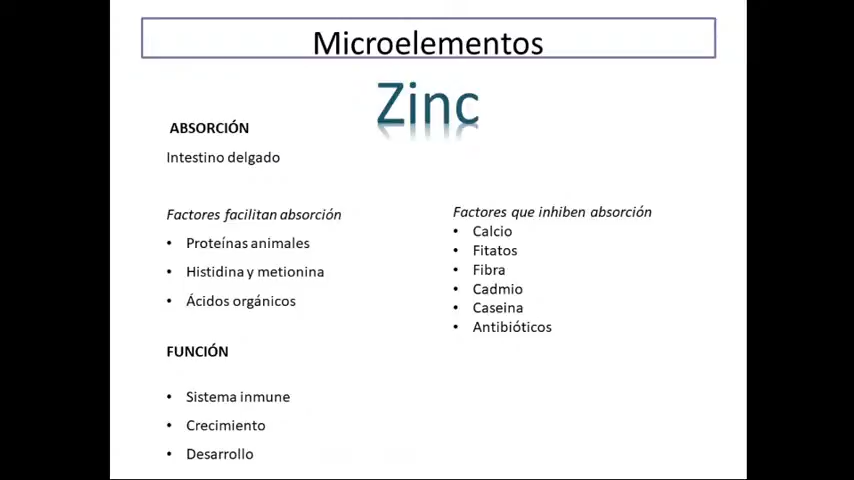 Microelementos
Zinc
ABSORCIÓN
Intestino delgado
Factores facilitan absorción
• Proteínas animales
• Histidina y metionina
• Ácidos orgánicos
Factores que inhiben absorción
• Calcio
• Fitatos
• Fibra
• Cadmio
• Caseina
• Antibióticos
FUNCIÓN
• Sistema inmune
• Crecimiento
• Desarrollo